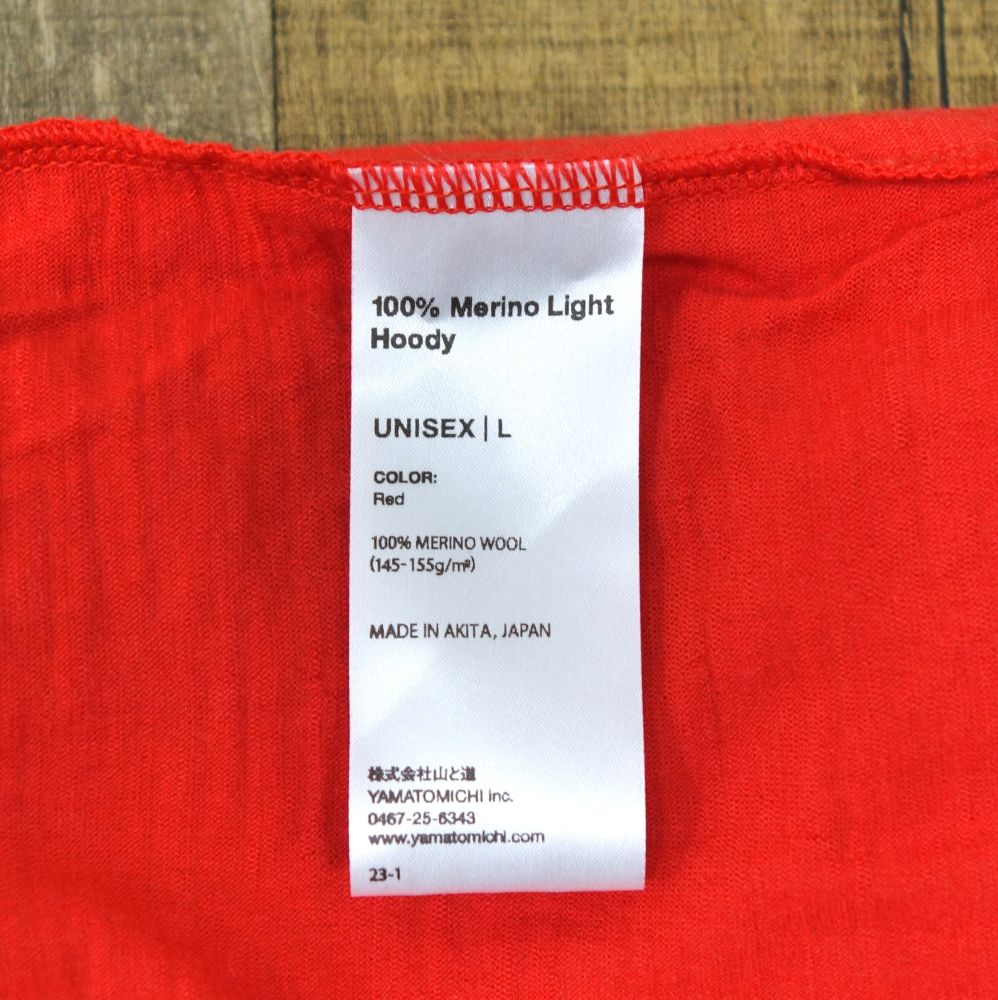 100% Merino Light
Hoody
UNISEX | L
COLOR:
Red
100% MERINO WOOL
(145-155g/㎡)
MADE IN AKITA, JAPAN
株式会社山と道
YAMATOMICHI inc.
0467-25-6343
www.yamatomichi.com
23-1